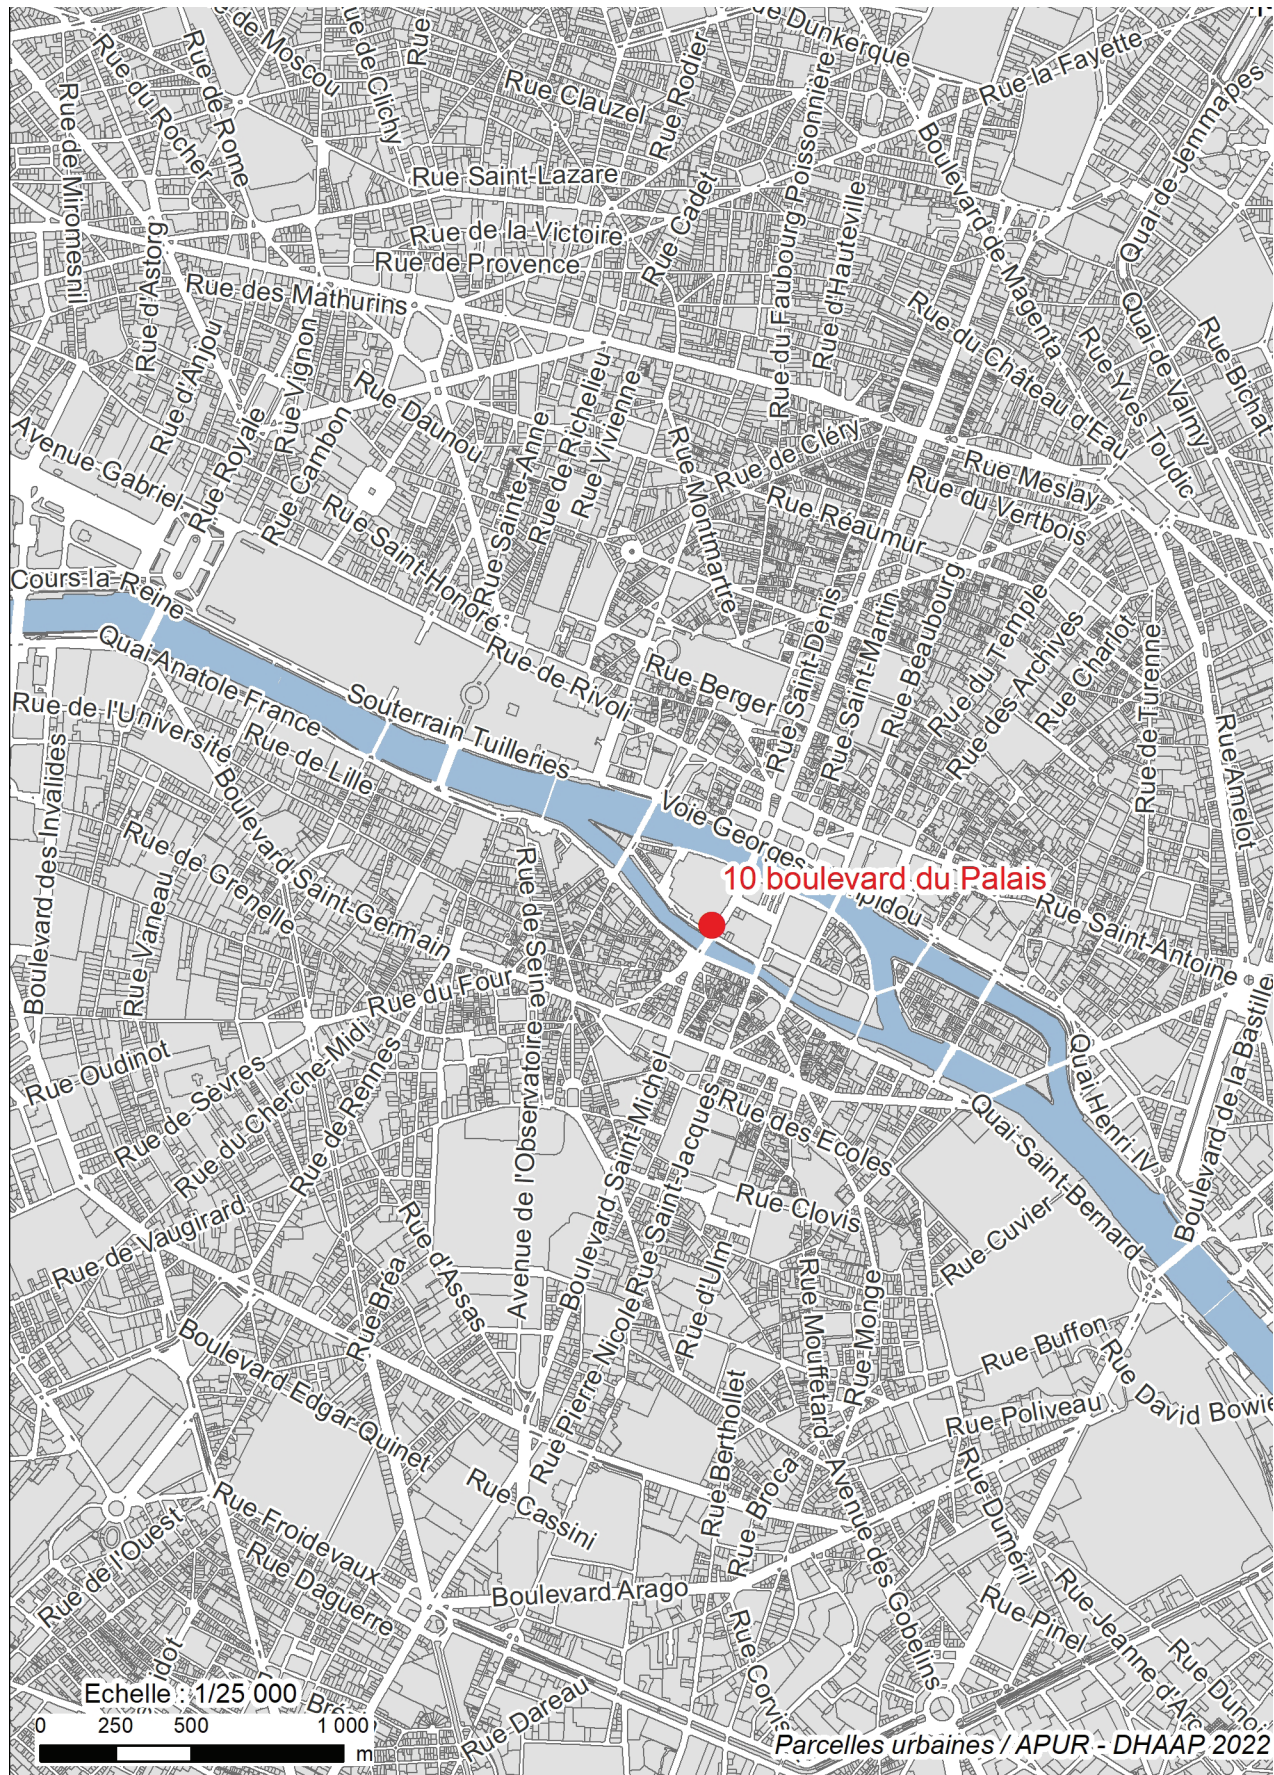 Rue de Dunkerque
Rue la Fayette
Rue de Clichy
Rue
Rue de Moscou
Rue de Rome
Rue du Rocher
Rue de Miromesnil
Rue Clauzel
Rue Rodier
Quai de Jemmapes
Rue Saint-Lazare
Rue Cadet
Rue du Faubourg Poissonnière
Rue d'Hauteville
Boulevard de Magenta
Rue de la Victoire
Rue de Provence
Rue d'Astorg
Rue des Mathurins
Rue d'Anjou
Rue Vignon
Rue du Château d'Eau
Quai de Valmy
Rue Bichat
Rue Yves Toudic
Rue Daunou
Rue Sainte-Anne
Rue de Richelieu
Rue Vivienne
Rue de Cléry
Rue Montmartre
Avenue Gabriel
Rue Royale
Rue Cambon
Rue Saint-Honoré
Rue Réaumur
Rue Meslay
Rue du Vertbois
Cours la Reine
Rue Saint-Denis
Rue Saint-Martin
Rue Beaubourg
Rue du Temple
Rue des Archives
Rue Charlot
Rue de Turenne
Rue Amelot
Quai Anatole France
Rue de l'Université
Rue de Lille
Souterrain Tuilleries
Rue de Rivoli
Rue Berger
Boulevard des Invalides
Rue de Grenelle
Boulevard Saint-Germain
Rue Vaneau
Rue de Seine
Voie Georges
pidou
10 boulevard du Palais
Rue Saint-Antoine
Rue du Four
Rue Oudinot
Rue de Sèvres
Rue du Cherche-Midi
Rue de Rennes
Avenue de l'Observatoire
Boulevard Saint-Michel
Rue Saint-Jacques
Rue des Ecoles
Quai Henri IV
Boulevard de la Bastille
Quai Saint-Bernard
Rue Clovis
Rue Cuvier
Rue de Vaugirard
Rue Bréa
Rue d'Assas
Rue Pierre Nicole
Rue d'Ulm
Rue Mouffetard
Rue Monge
Rue Buffon
Rue Poliveau
Rue David Bowie
Boulevard Edgar Quinet
Rue Cassini
Rue Berthollet
Rue Broca
Avenue des Gobelins
Rue Duméril
Rue Froidevaux
Rue Daguerre
Rue de l'Ouest
Boulevard Arago
Rue Pinel
Rue Jeanne d'Arc
Rue Dunois
Rue Corvis
Rue Dareau
Echelle : 1/25 000
0 250 500 1 000
m
Parcelles urbaines / APUR - DHAAP 2022